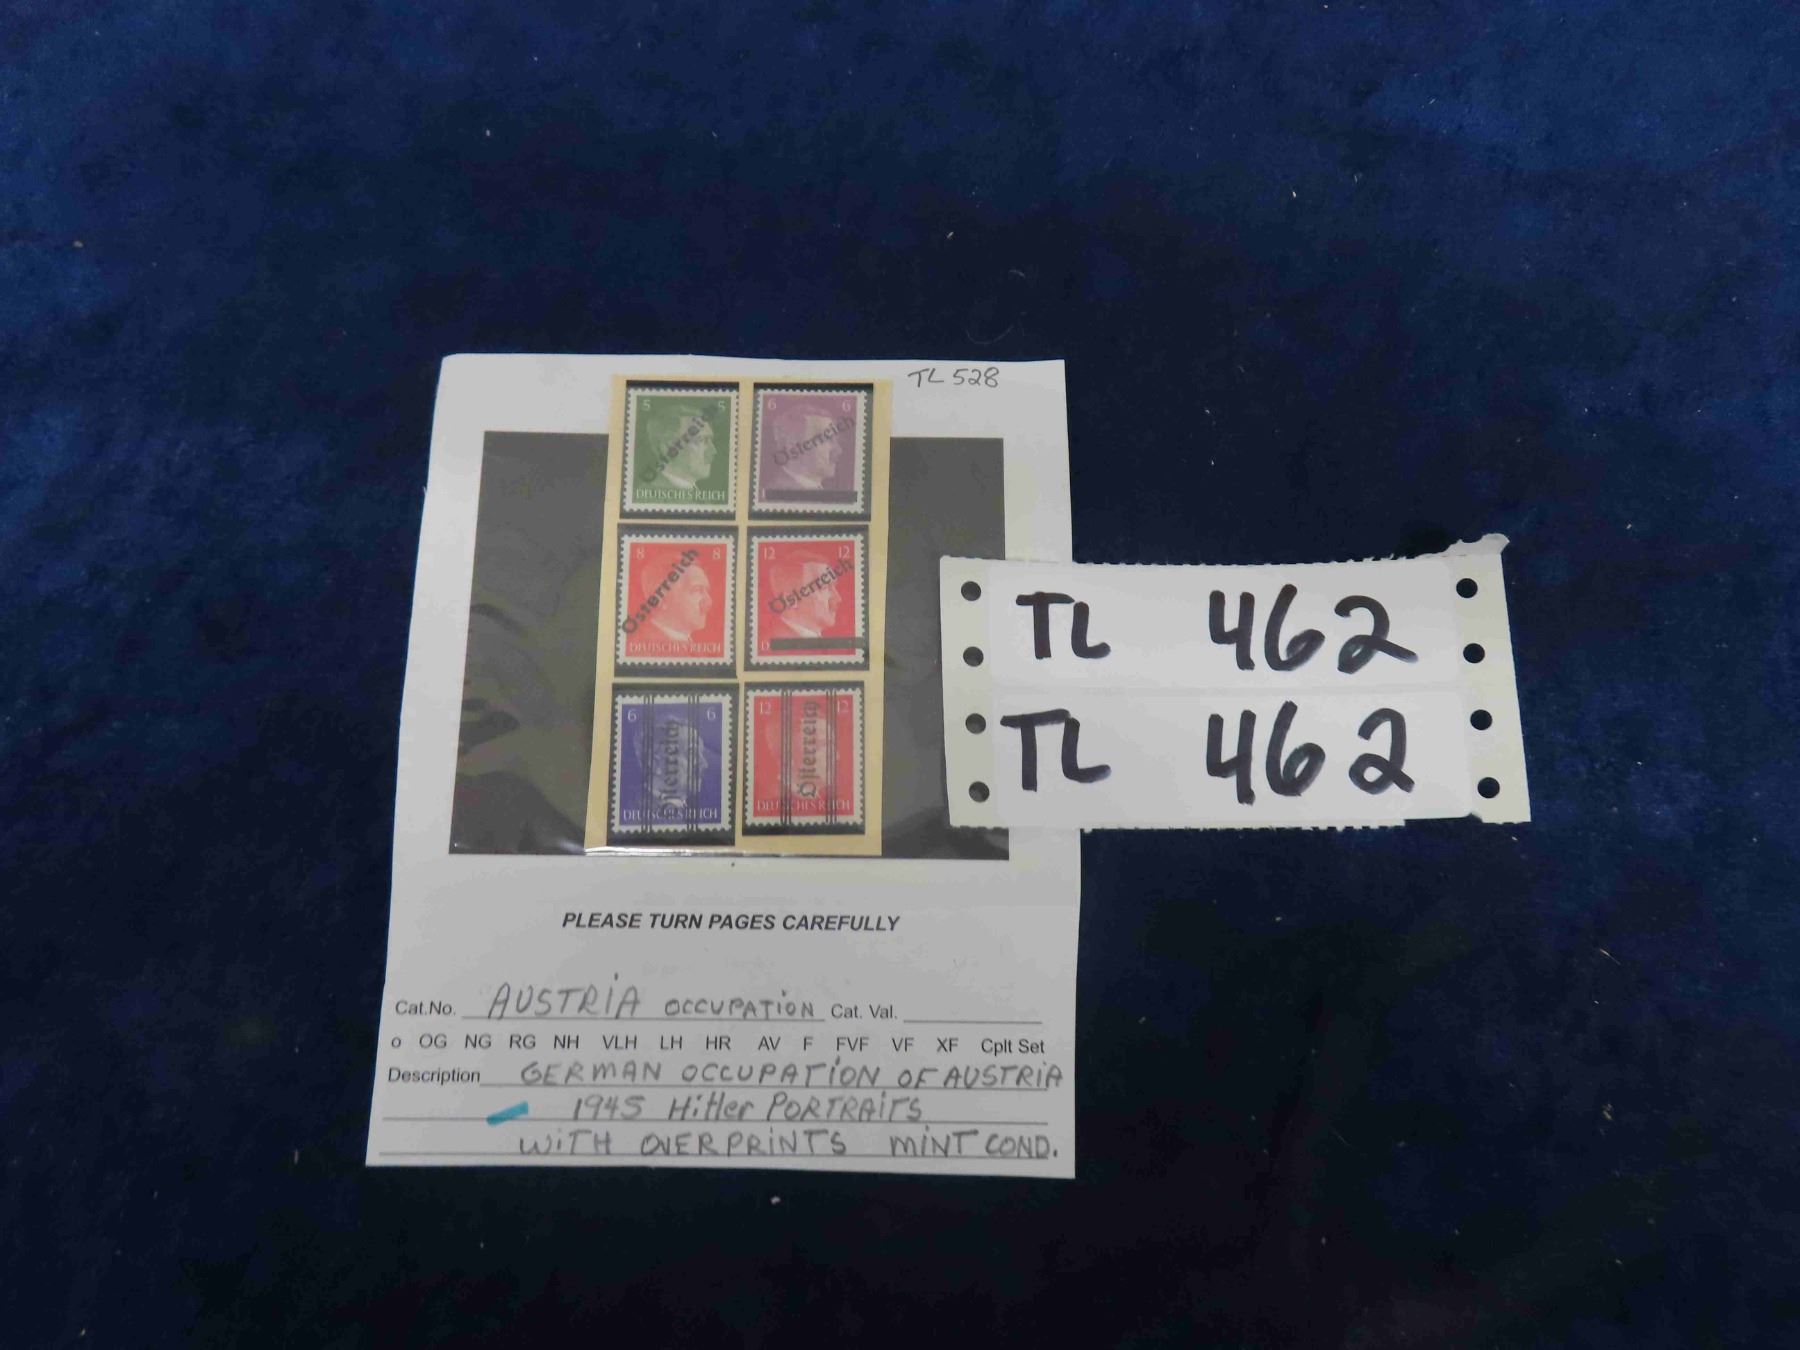 TL 528
5 5
Österreich
DEUTSCHES REICH
6 6
Österreich
8 8
Österreich
DEUTSCHES REICH
12 12
Österreich
D
6 6
Österreich
DEUTSCHES REICH
12 12
Österreich
DEUTSCHES REICH
TL 462
TL 462
PLEASE TURN PAGES CAREFULLY
Cat.No. AUSTRIA OCCUPATION Cat. Val.
o OG NG RG NH VLH LH HR AV F FVF VF XF Cplt Set
Description GERMAN OCCUPATION OF AUSTRIA
1945 Hitler PORTRAITS
WITH OVERPRINTS MINT COND.